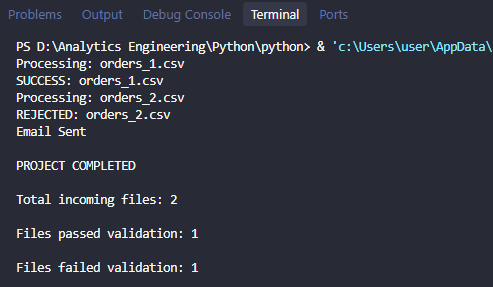 Problems Output Debug Console Terminal Ports
PS D:\Analytics Engineering\Python\python> & 'c:\Users\user\AppData\
Processing: orders_1.csv
SUCCESS: orders_1.csv
Processing: orders_2.csv
REJECTED: orders_2.csv
Email Sent
PROJECT COMPLETED
Total incoming files: 2
Files passed validation: 1
Files failed validation: 1